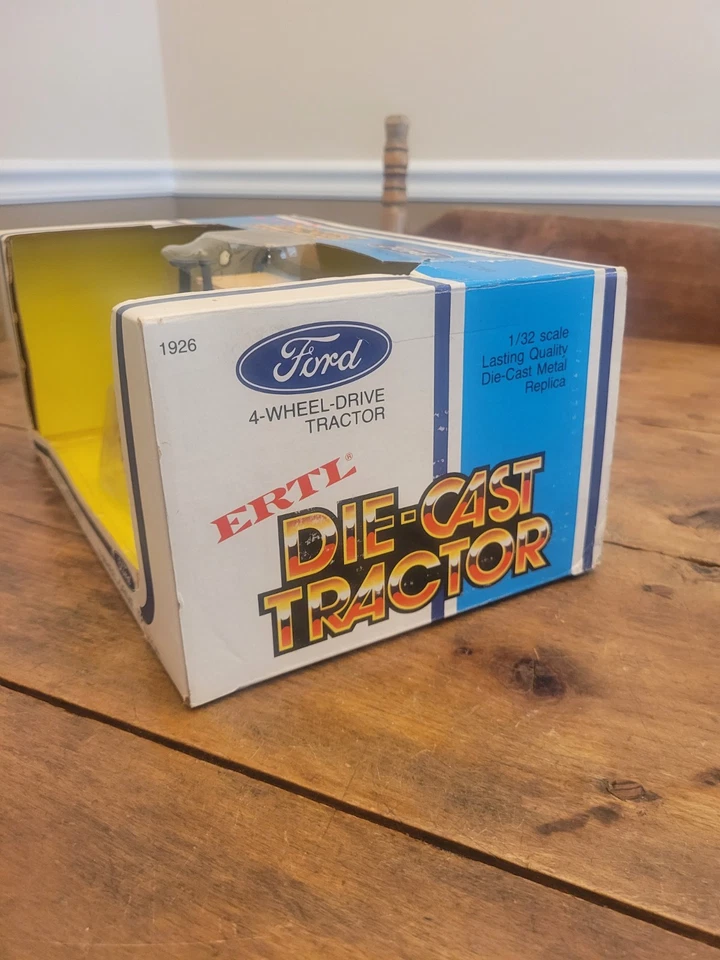 1926
Ford
4-WHEEL-DRIVE
TRACTOR
ERTL®
DIE-CAST
TRACTOR
1/32 scale
Lasting Quality
Die-Cast Metal
Replica